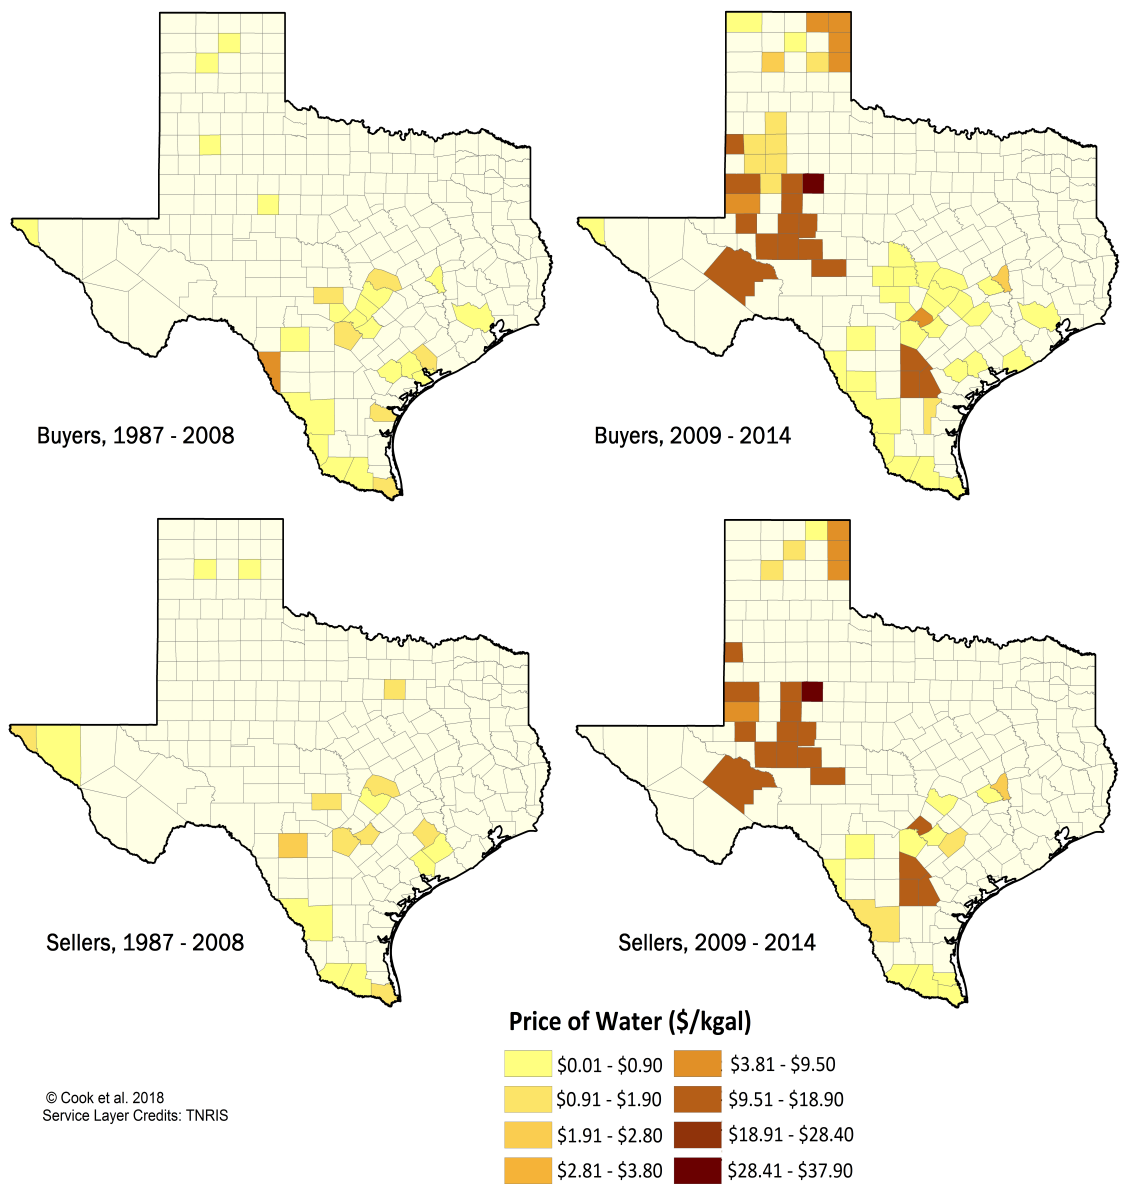 Buyers, 1987 - 2008
Buyers, 2009 - 2014
Sellers, 1987 - 2008
Sellers, 2009 - 2014
Price of Water ($/kgal)
$0.01 - $0.90
$3.81 - $9.50
$0.91 - $1.90
$9.51 - $18.90
$1.91 - $2.80
$18.91 - $28.40
$2.81 - $3.80
$28.41 - $37.90
© Cook et al. 2018
Service Layer Credits: TNRIS